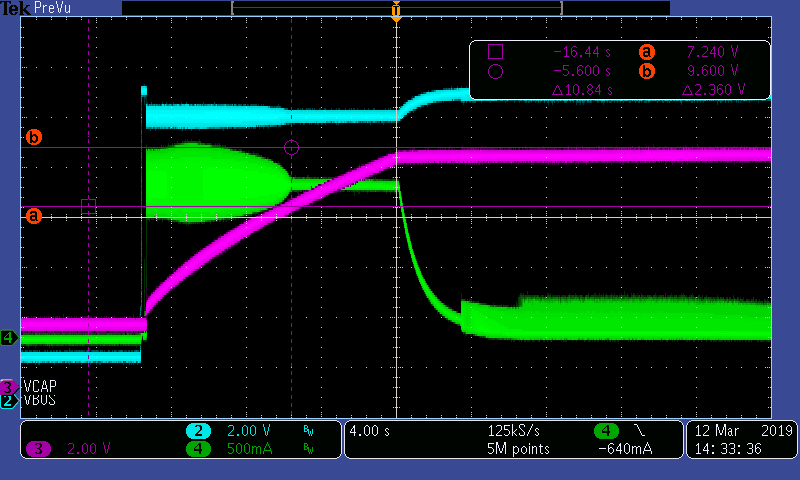 Tek PreVu
T
-16.44 s a 7.240 V
-5.600 s b 9.600 V
Δ10.84 s Δ2.360 V
b
a
4
3 VCAP
2 VBUS
2 2.00 V BW 4.00 s 125kS/s 4 12 Mar 2019
3 2.00 V 4 500mA BW 5M points -640mA 14:33:36